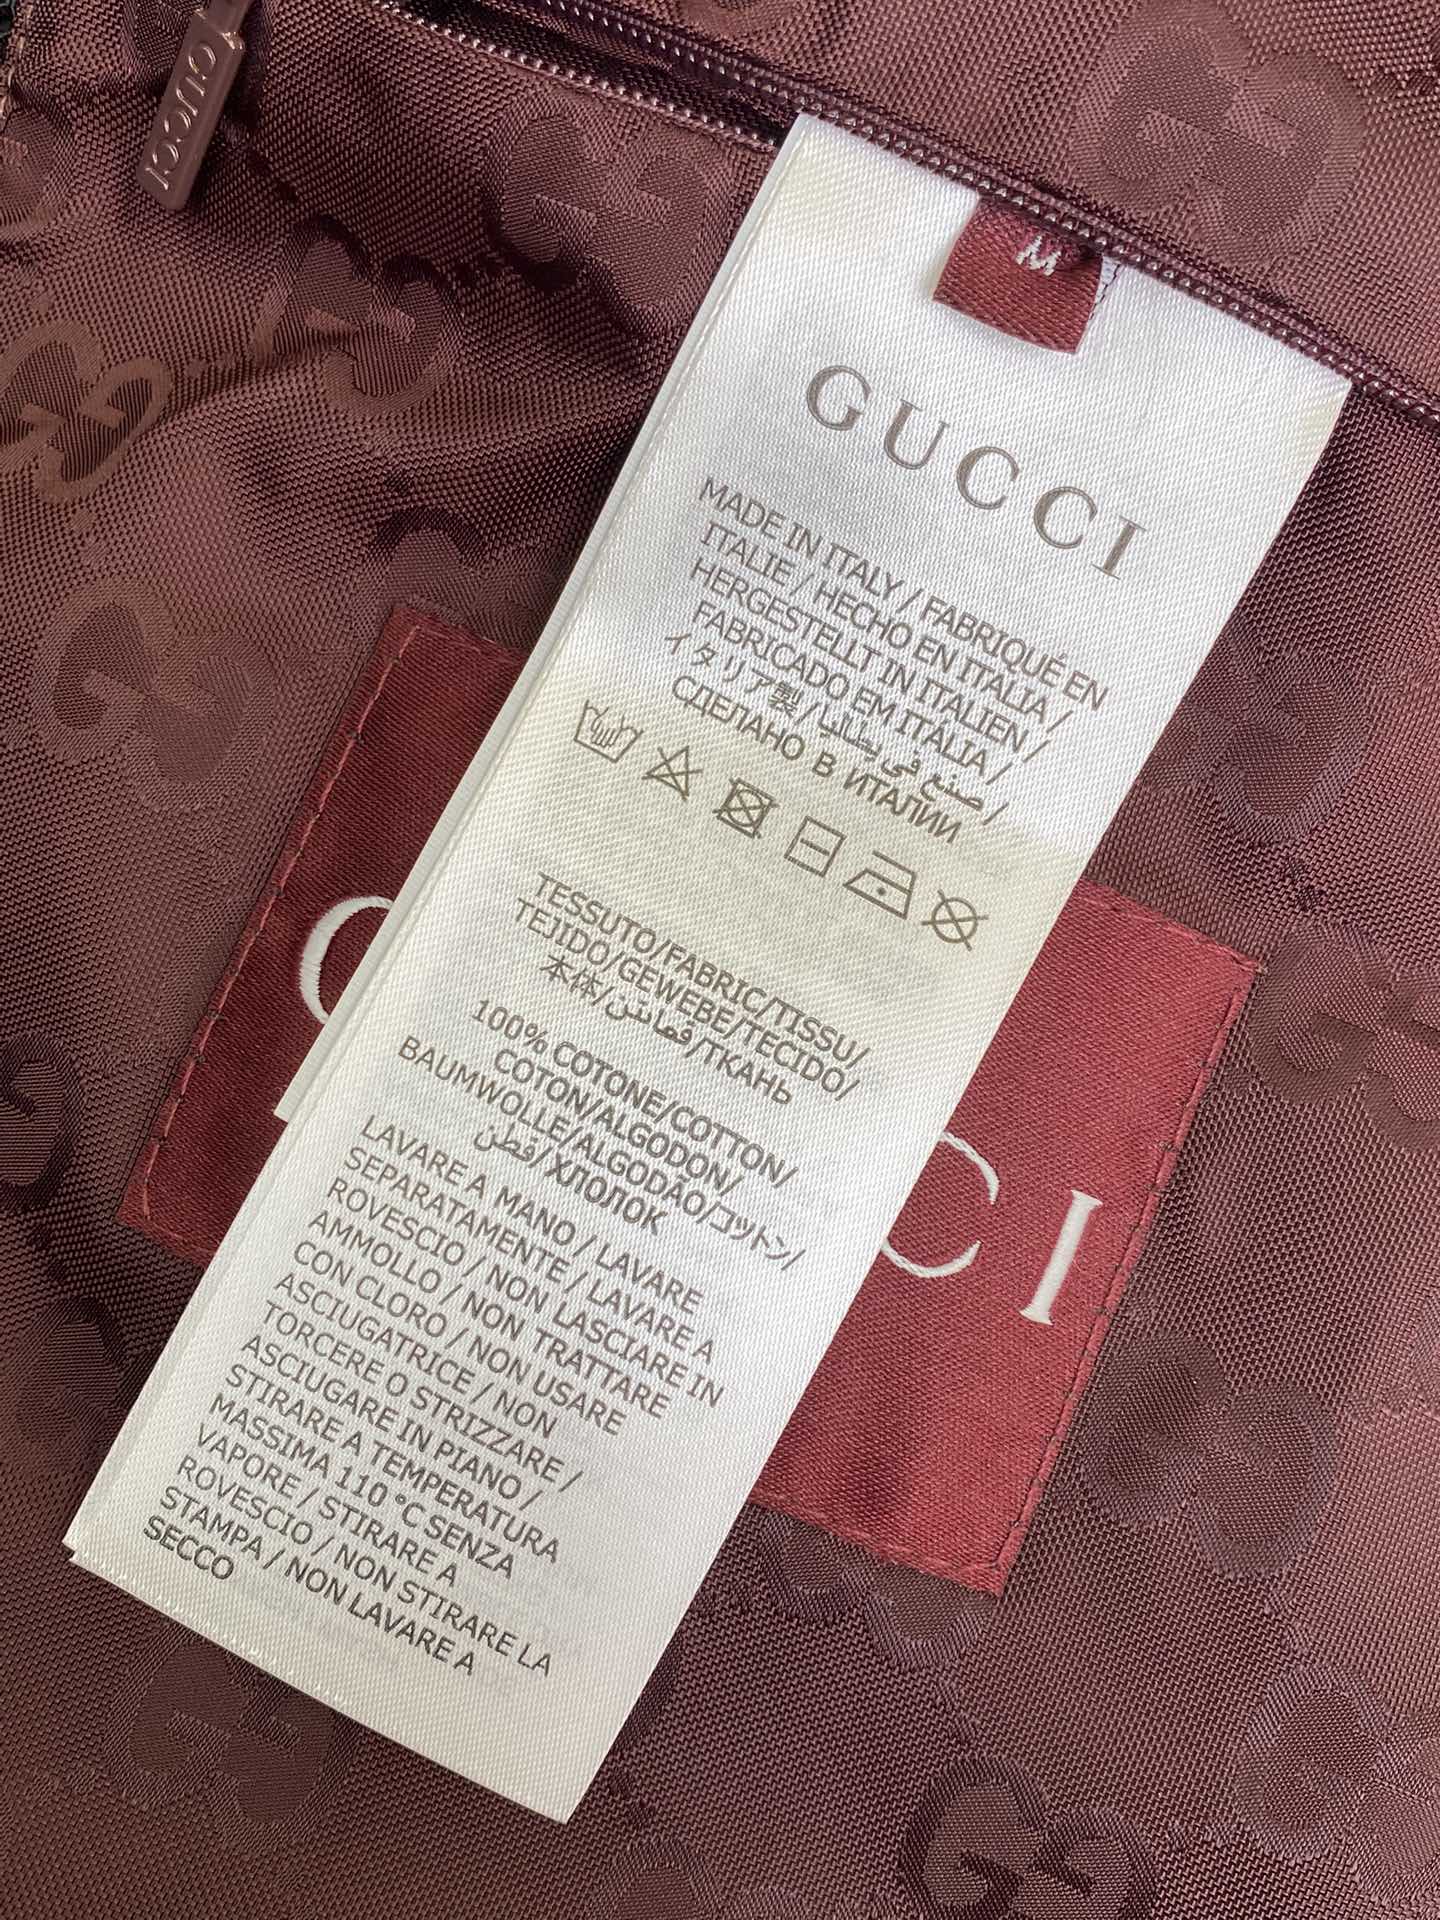 GUCCI
M
GUCCI
MADE IN ITALY / FABRIQUÉ EN
ITALIE / HECHO EN ITALIA /
HERGESTELLT IN ITALIEN /
FABRICADO EM ITÁLIA /
イタリア製 / صنع في يطاليا /
СДЕЛАНО В ИТАЛИИ
TESSUTO/FABRIC/TISSU/
TEJIDO/GEWEBE/TECIDO/
本体/قماش/ТКАНЬ
100% COTONE/COTTON/
COTON/ALGODON/
BAUMWOLLE/ALGODÃO/コットン/
قطن/ХЛОПОК
LAVARE A MANO / LAVARE
SEPARATAMENTE / LAVARE A
ROVESCIO / NON LASCIARE IN
AMMOLLO / NON TRATTARE
CON CLORO / NON USARE
ASCIUGATRICE / NON
TORCERE O STRIZZARE /
ASCIUGARE IN PIANO /
STIRARE A TEMPERATURA
MASSIMA 110 °C SENZA
VAPORE / STIRARE A
ROVESCIO / NON STIRARE LA
STAMPA / NON LAVARE A
SECCO
CI